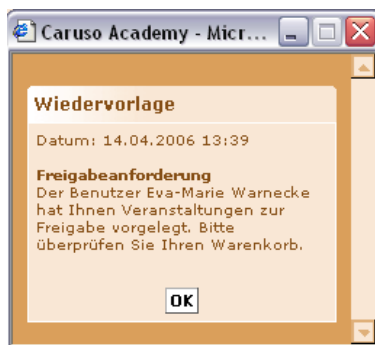 Caruso Academy - Micr...
Wiedervorlage
Datum: 14.04.2006 13:39
Freigabeanforderung
Der Benutzer Eva-Marie Warnecke
hat Ihnen Veranstaltungen zur
Freigabe vorgelegt. Bitte
überprüfen Sie Ihren Warenkorb.
OK